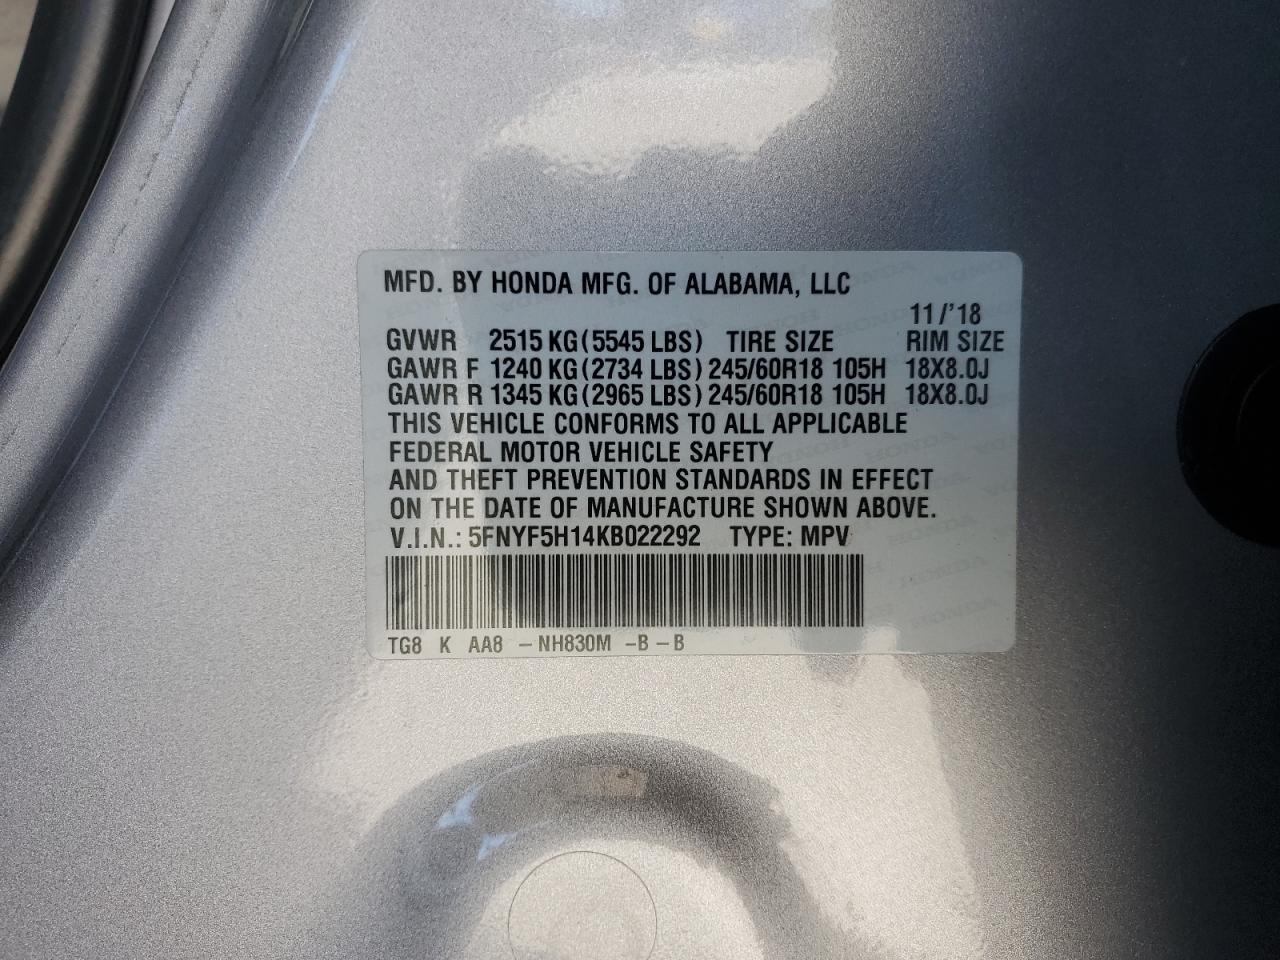 MFD. BY HONDA MFG. OF ALABAMA, LLC
11/'18
GVWR 2515 KG(5545 LBS) TIRE SIZE RIM SIZE
GAWR F 1240 KG(2734 LBS) 245/60R18 105H 18X8.0J
GAWR R 1345 KG(2965 LBS) 245/60R18 105H 18X8.0J
THIS VEHICLE CONFORMS TO ALL APPLICABLE
FEDERAL MOTOR VEHICLE SAFETY
AND THEFT PREVENTION STANDARDS IN EFFECT
ON THE DATE OF MANUFACTURE SHOWN ABOVE.
V.I.N.: 5FNYF5H14KB022292 TYPE: MPV
TG8 K AA8 -NH830M -B-B